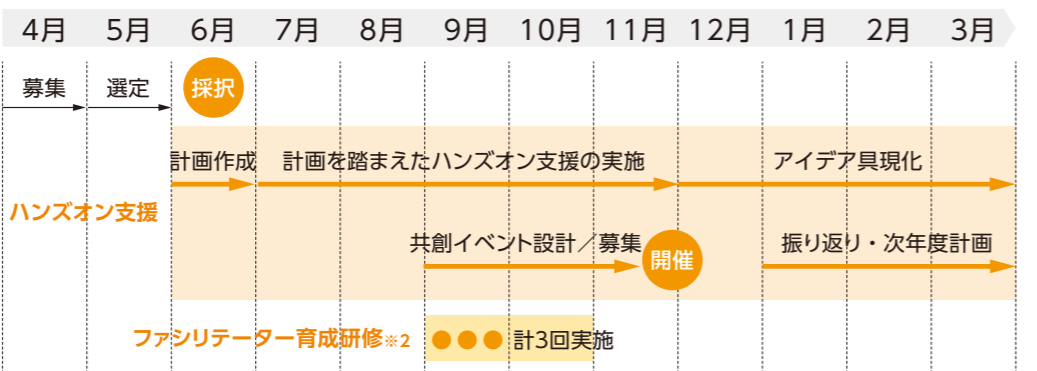 4月 5月 6月 7月 8月 9月 10月 11月 12月 1月 2月 3月
募集 選定 採択
計画作成 計画を踏まえたハンズオン支援の実施 アイデア具現化
ハンズオン支援
共創イベント設計／募集 開催 振り返り・次年度計画
ファシリテーター育成研修※2 計3回実施